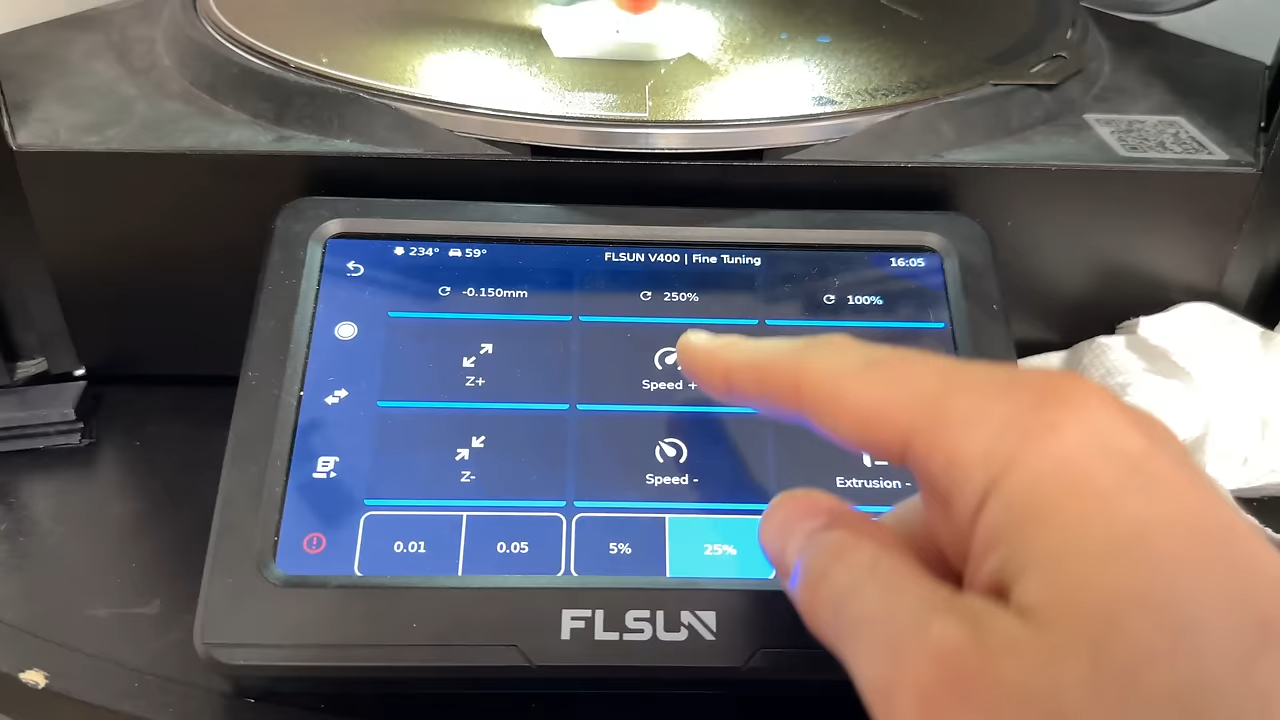 234° 59° FLSUN V400 | Fine Tuning 16:05
-0.150mm 250% 100%
Z+ Speed +
Z- Speed - Extrusion -
0.01 0.05 5% 25%
FLSUN